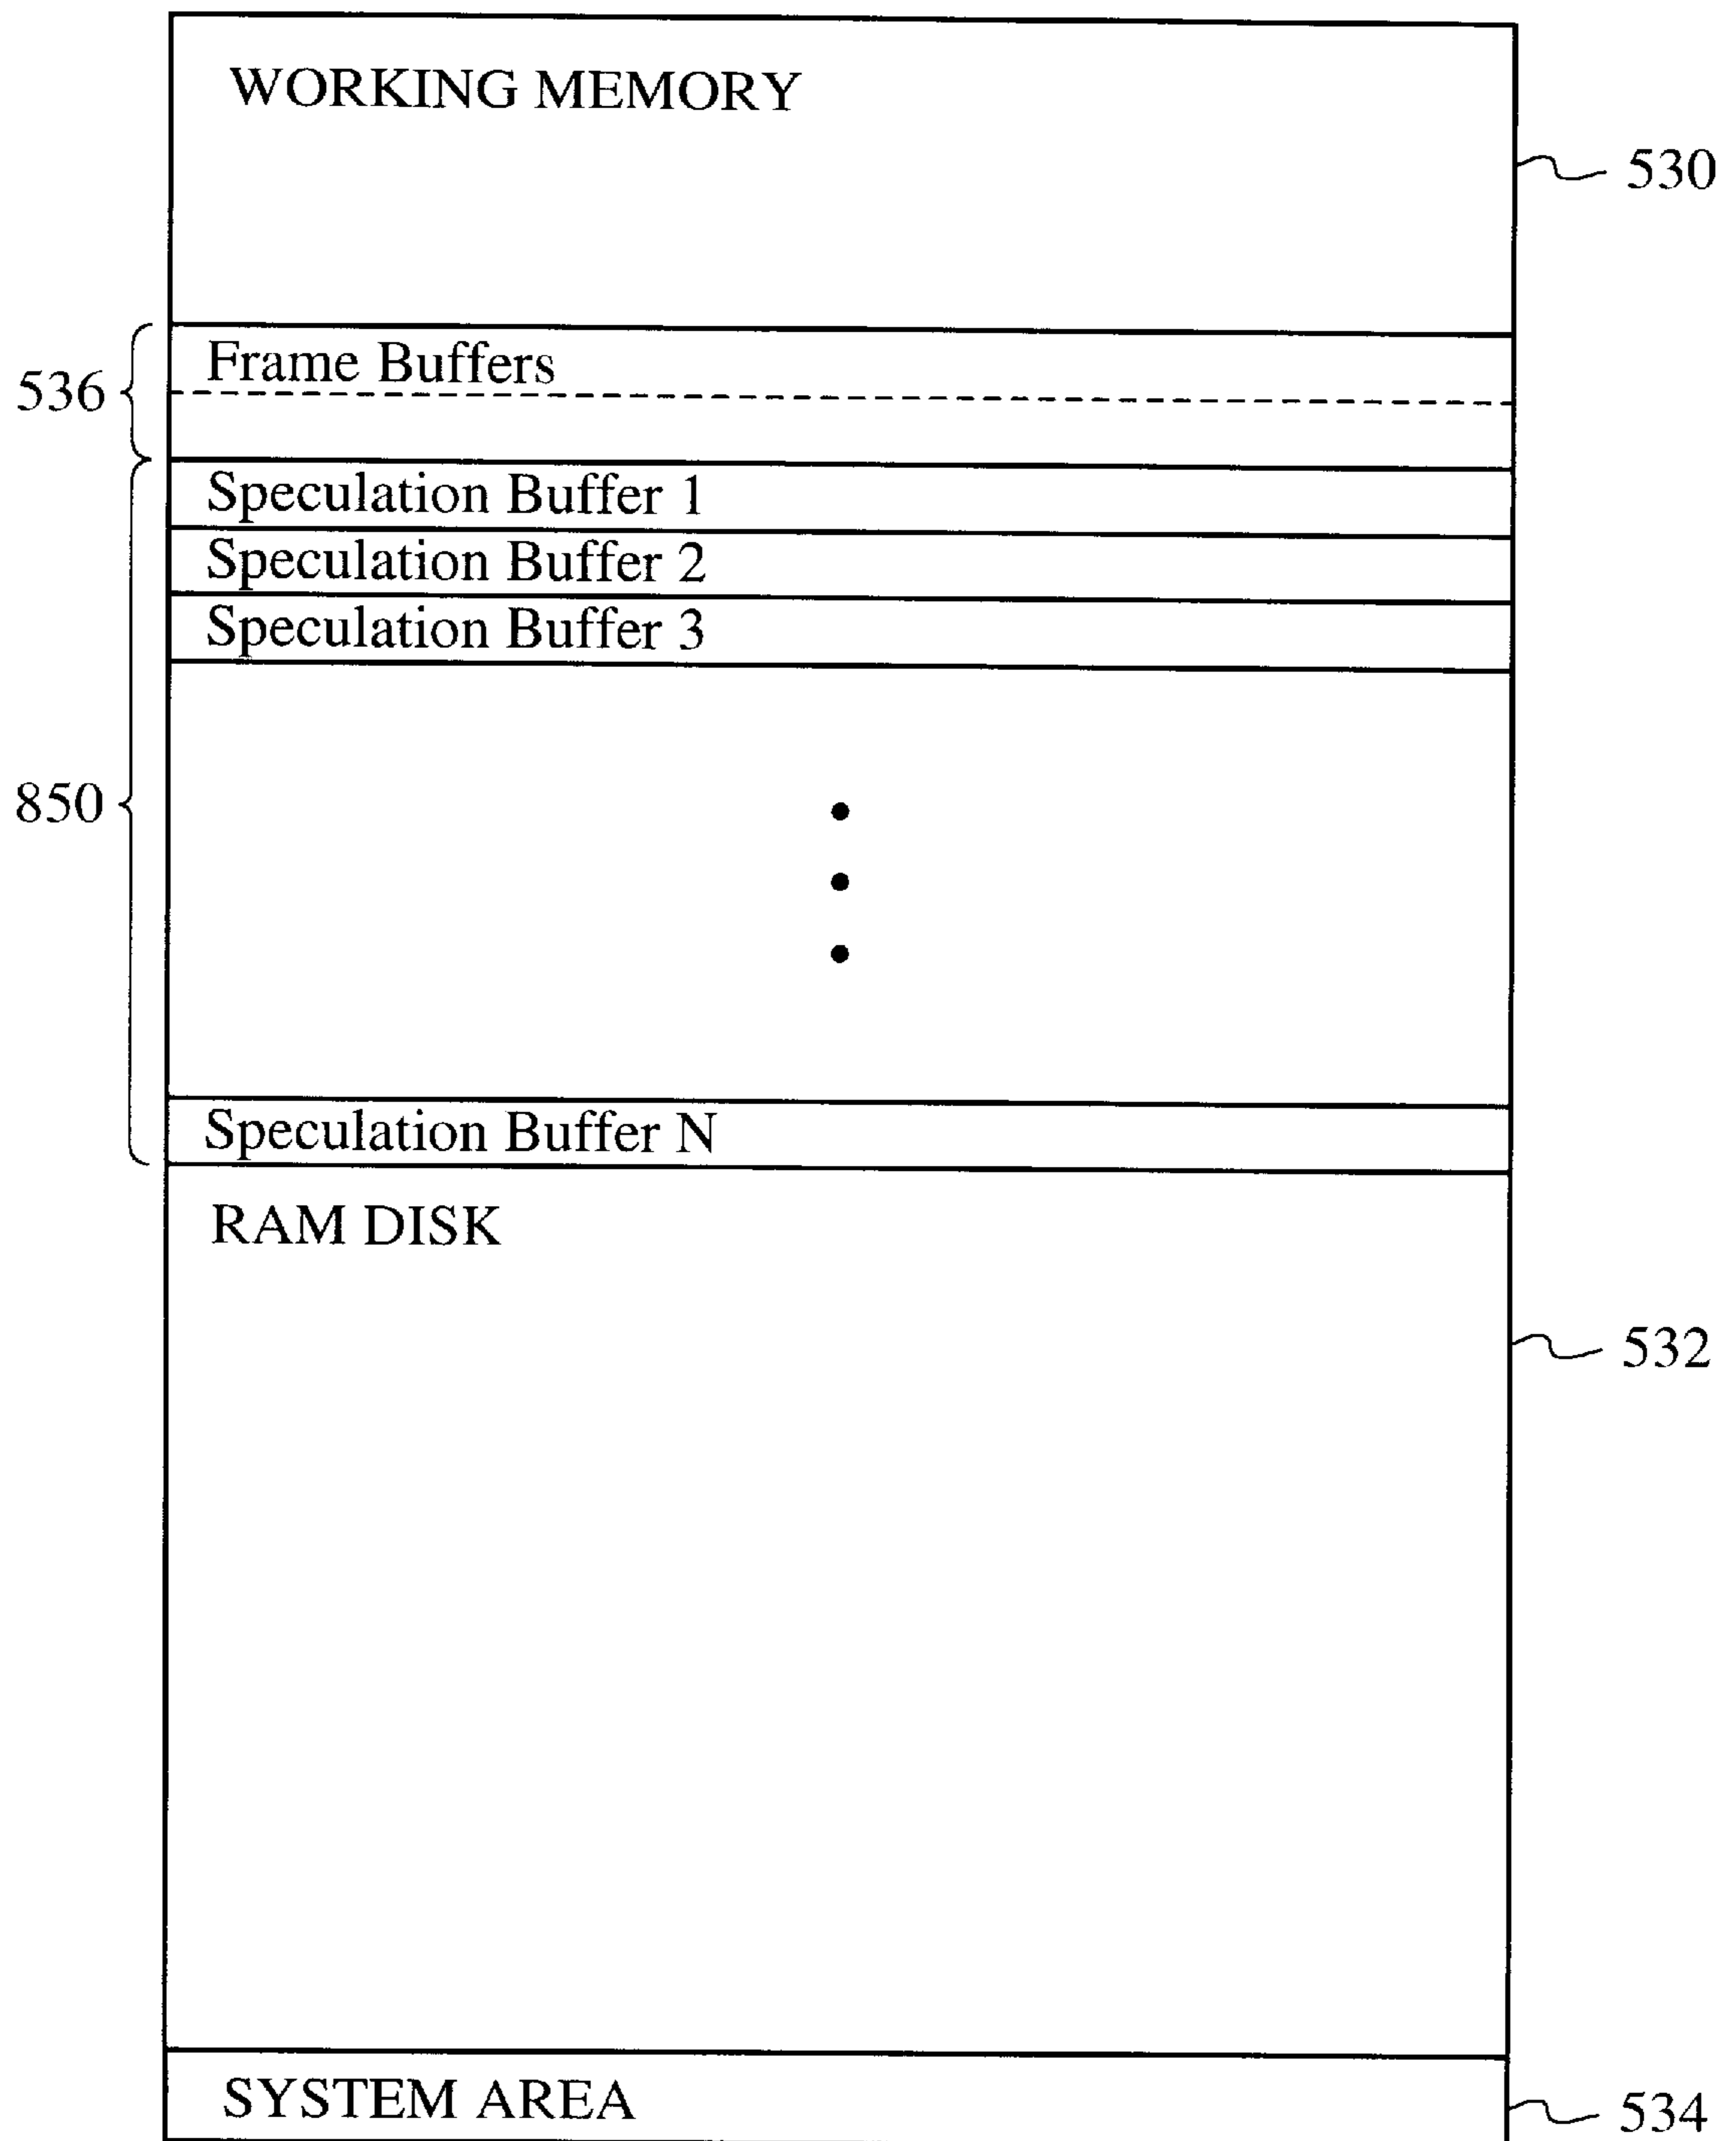 WORKING MEMORY
530
536
Frame Buffers
Speculation Buffer 1
Speculation Buffer 2
Speculation Buffer 3
850
Speculation Buffer N
RAM DISK
532
SYSTEM AREA
534